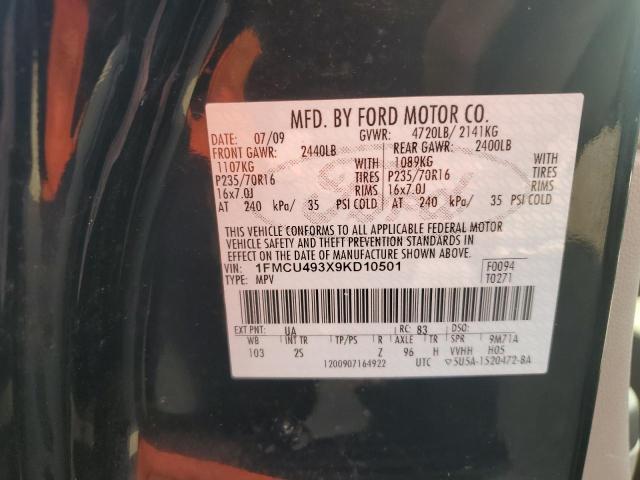 MFD. BY FORD MOTOR CO.
DATE: 07/09 GVWR: 4720LB/ 2141KG
FRONT GAWR: 2440LB REAR GAWR: 2400LB
1107KG WITH 1089KG WITH
P235/70R16 TIRES P235/70R16 TIRES
16x7.0J RIMS 16x7.0J RIMS
AT 240 kPa/ 35 PSI COLD AT 240 kPa/ 35 PSI COLD
Ford
THIS VEHICLE CONFORMS TO ALL APPLICABLE FEDERAL MOTOR
VEHICLE SAFETY AND THEFT PREVENTION STANDARDS IN
EFFECT ON THE DATE OF MANUFACTURE SHOWN ABOVE.
VIN: 1FMCU493X9KD10501 F0094
TYPE: MPV T0271
EXT PNT: UA RC: 83 DSO:
WB INT TR TP/PS R AXLE TR SPR 9M71A
103 2S Z 96 H VVHH HOS
1200907164922 UTC ▽5U5A-1520472-BA